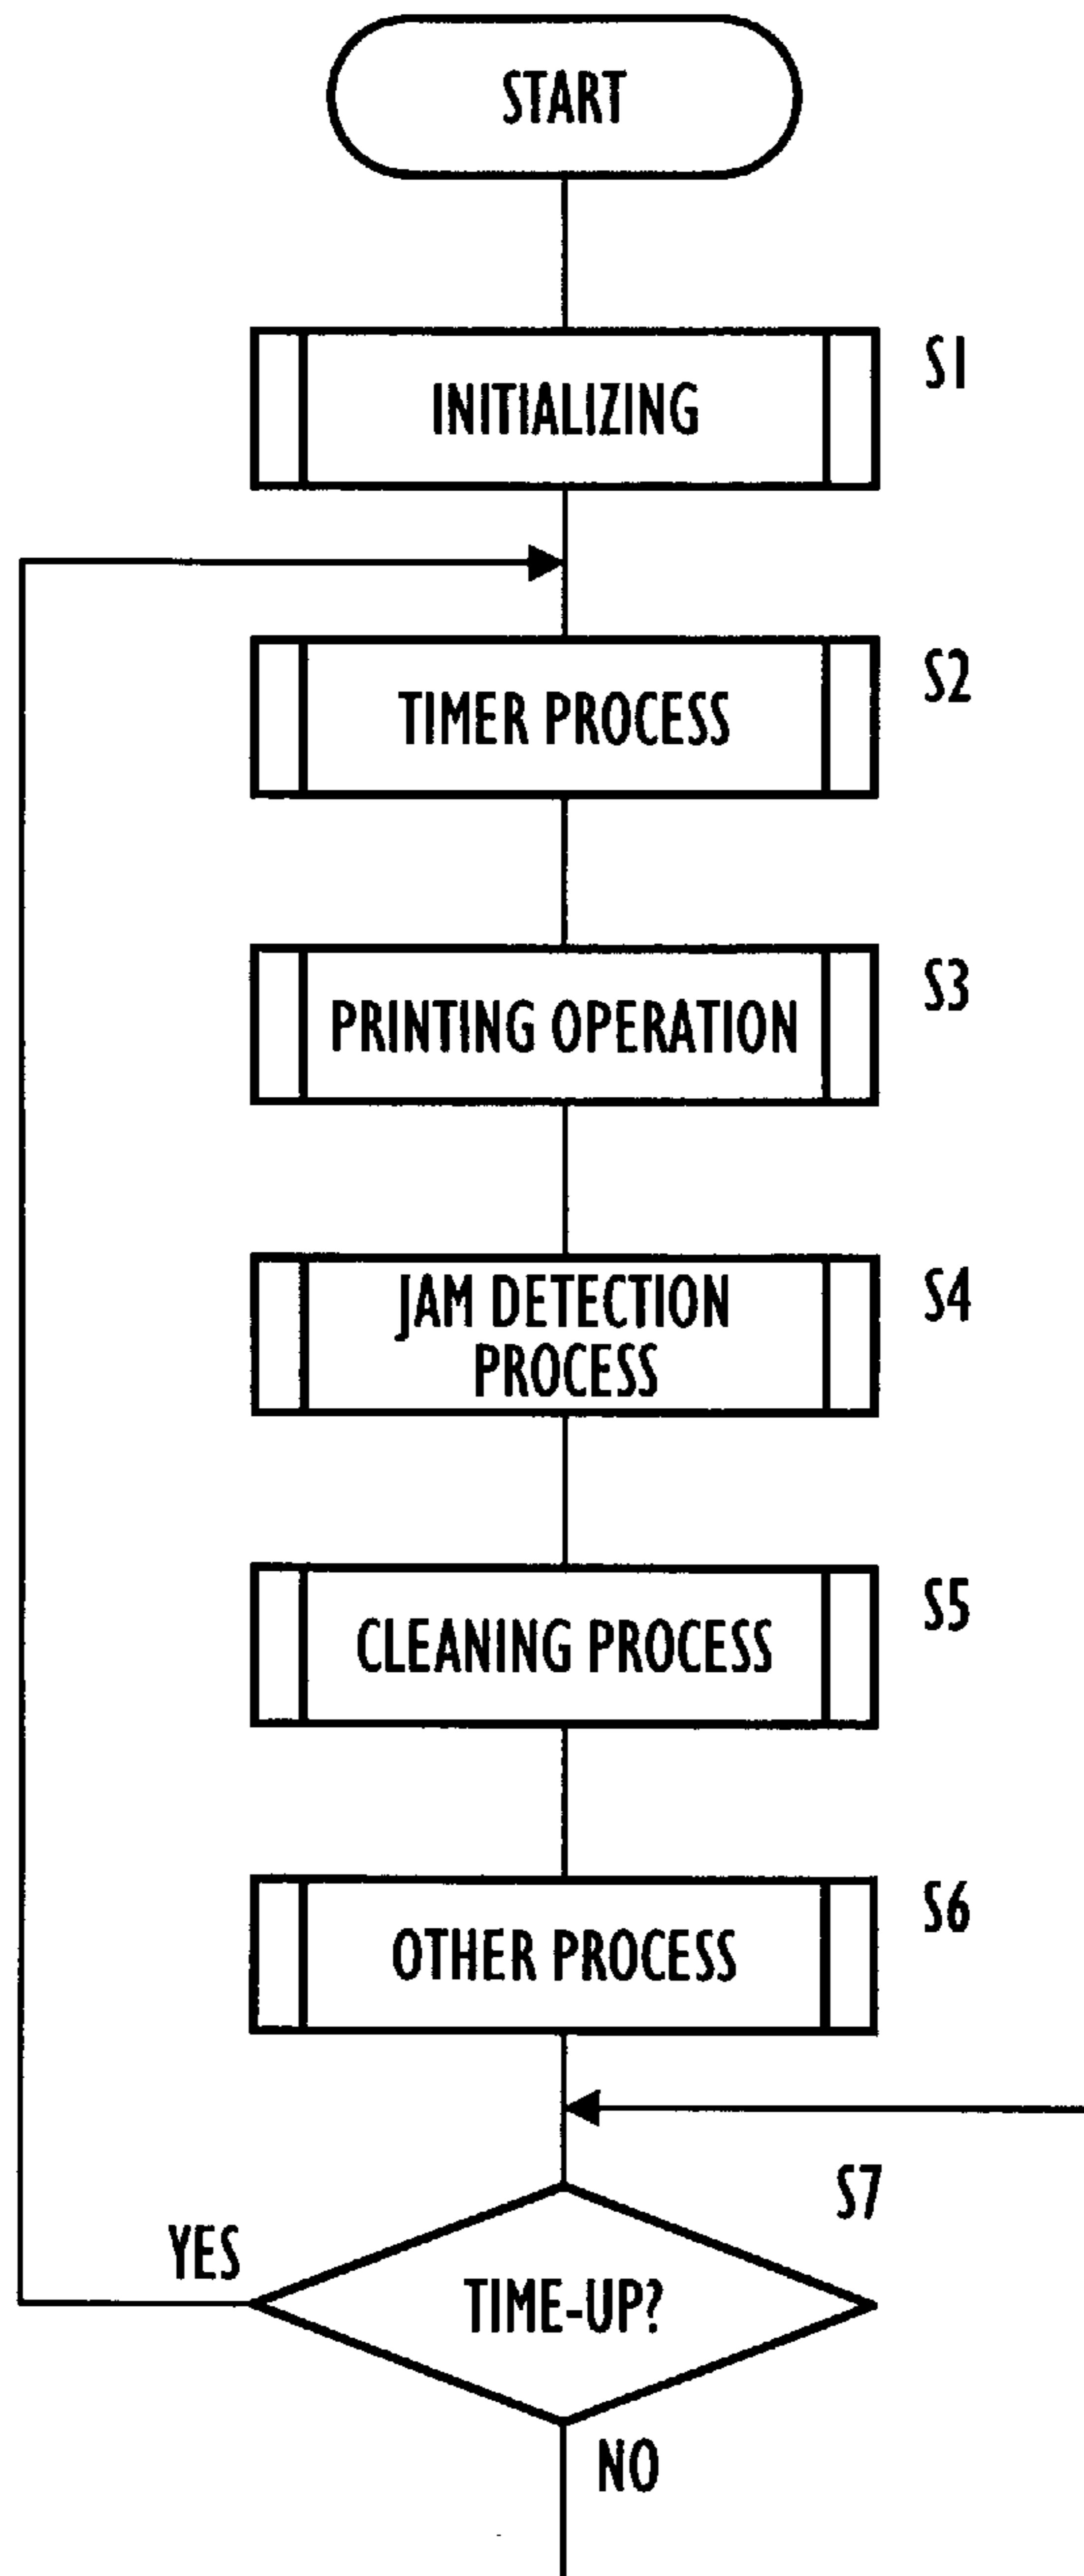 START
INITIALIZING
S1
TIMER PROCESS
S2
PRINTING OPERATION
S3
JAM DETECTION
PROCESS
S4
CLEANING PROCESS
S5
OTHER PROCESS
S6
S7
YES
TIME-UP?
NO